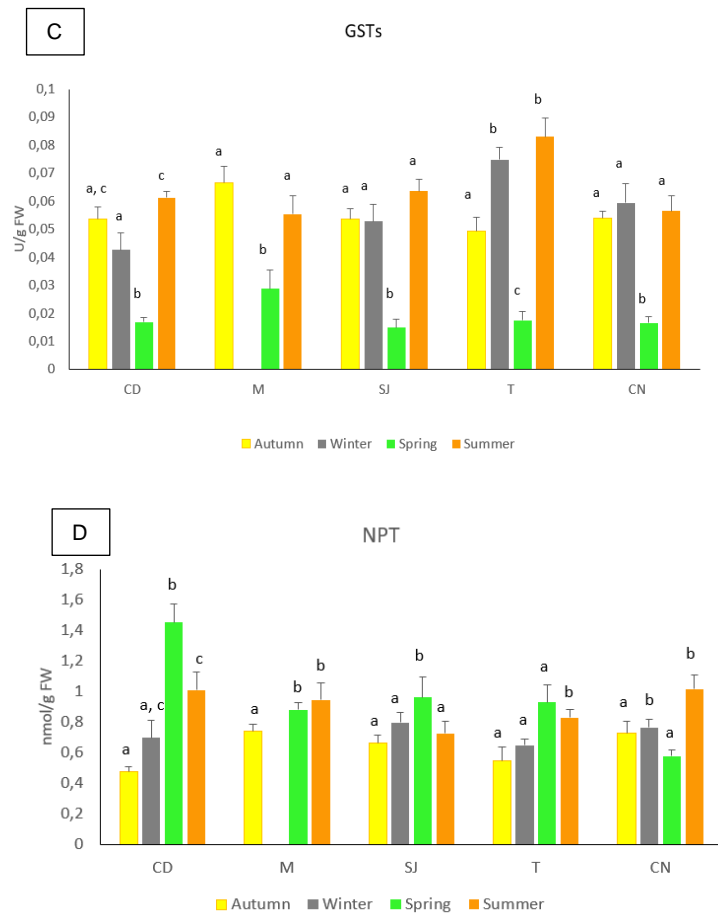 C
GSTs
U/g FW
0,1
0,09
0,08
0,07
0,06
0,05
0,04
0,03
0,02
0,01
0
a, c a b c
a b a
a a b a
a b c b
a a b a
CD M SJ T CN
Autumn Winter Spring Summer
D
NPT
nmol/g FW
1,8
1,6
1,4
1,2
1
0,8
0,6
0,4
0,2
0
a a, c b c
a b b
a a b a
a a a b
a b a b
CD M SJ T CN
Autumn Winter Spring Summer